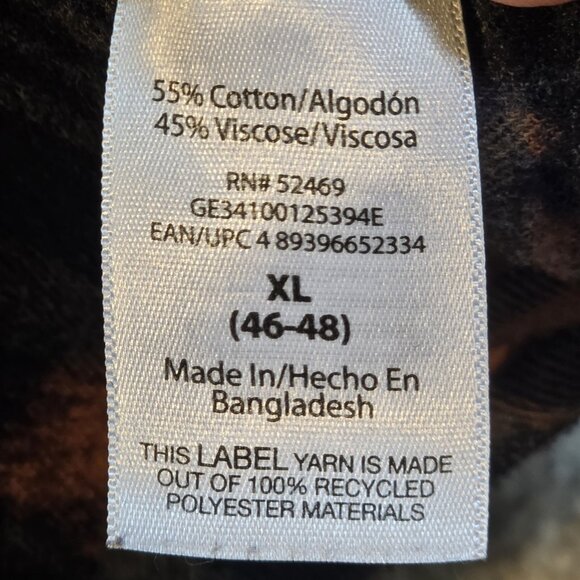 55% Cotton/Algodón
45% Viscose/Viscosa
RN# 52469
GE34100125394E
EAN/UPC 4 89396652334
XL
(46-48)
Made In/Hecho En
Bangladesh
THIS LABEL YARN IS MADE
OUT OF 100% RECYCLED
POLYESTER MATERIALS